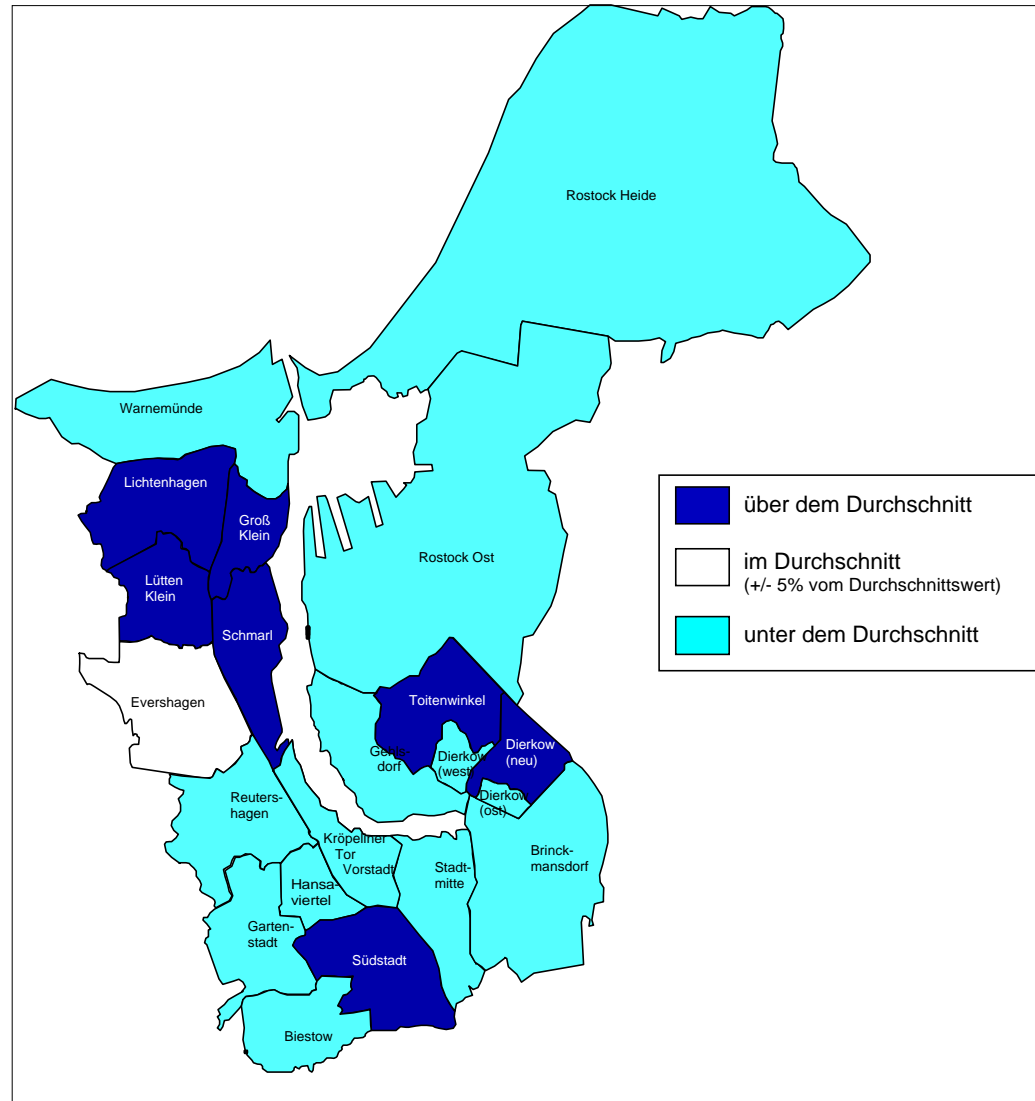 Rostock Heide
Warnemünde
Lichtenhagen
Groß
Klein
Lütten
Klein
Schmarl
Evershagen
Rostock Ost
Toitenwinkel
Dierkow
(neu)
Dierkow
(west)
Gehls-
dorf
Dierkow
(ost)
Reuters-
hagen
Kröpeliner
Tor
Vorstadt
Stadt-
mitte
Brinck-
mansdorf
Hansa-
viertel
Garten-
stadt
Südstadt
Biestow
über dem Durchschnitt
im Durchschnitt
(+/- 5% vom Durchschnittswert)
unter dem Durchschnitt